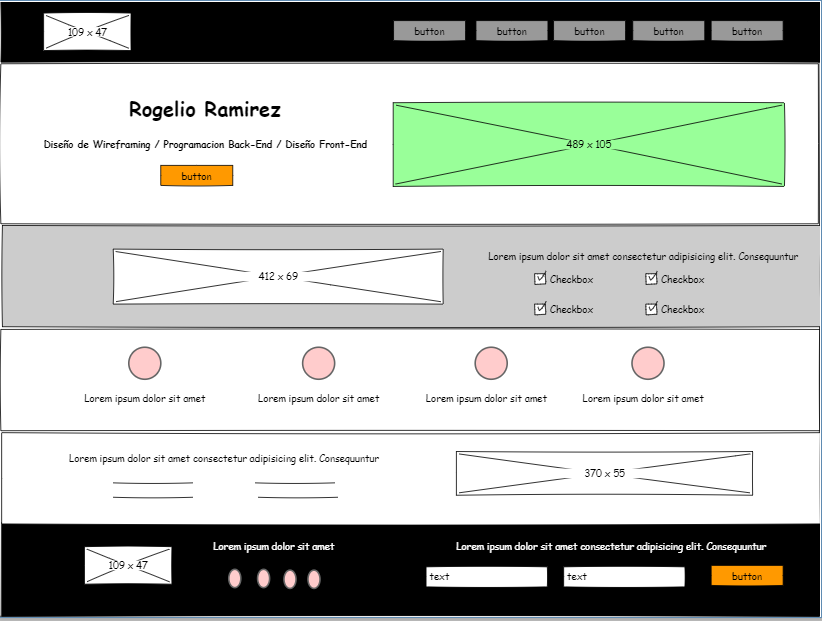 109 x 47
button button button button button
Rogelio Ramirez
Diseño de Wireframing / Programacion Back-End / Diseño Front-End
button
489 x 105
412 x 69
Lorem ipsum dolor sit amet consectetur adipisicing elit. Consequuntur
Checkbox Checkbox
Checkbox Checkbox
Lorem ipsum dolor sit amet Lorem ipsum dolor sit amet Lorem ipsum dolor sit amet Lorem ipsum dolor sit amet
Lorem ipsum dolor sit amet consectetur adipisicing elit. Consequuntur
370 x 55
109 x 47
Lorem ipsum dolor sit amet
Lorem ipsum dolor sit amet consectetur adipisicing elit. Consequuntur
text text button